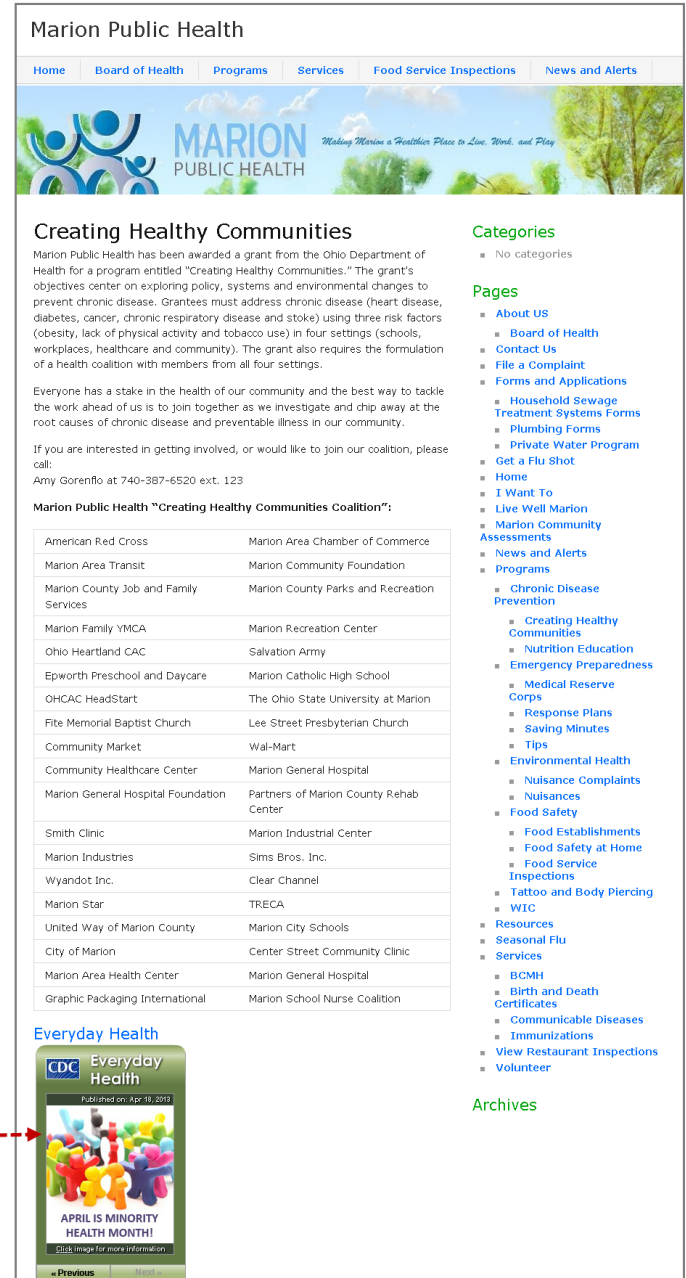 Marion Public Health
Home Board of Health Programs Services Food Service Inspections News and Alerts
MARION
PUBLIC HEALTH
Making Marion a Healthier Place to Live, Work, and Play
Creating Healthy Communities
Marion Public Health has been awarded a grant from the Ohio Department of
Health for a program entitled “Creating Healthy Communities.” The grant’s
objectives center on exploring policy, systems and environmental changes to
prevent chronic disease. Grantees must address chronic disease (heart disease,
diabetes, cancer, chronic respiratory disease and stoke) using three risk factors
(obesity, lack of physical activity and tobacco use) in four settings (schools,
workplaces, healthcare and community). The grant also requires the formulation
of a health coalition with members from all four settings.
Everyone has a stake in the health of our community and the best way to tackle
the work ahead of us is to join together as we investigate and chip away at the
root causes of chronic disease and preventable illness in our community.
If you are interested in getting involved, or would like to join our coalition, please
call:
Amy Gorenflo at 740-387-6520 ext. 123
Marion Public Health “Creating Healthy Communities Coalition”:
American Red Cross Marion Area Chamber of Commerce
Marion Area Transit Marion Community Foundation
Marion County Job and Family Marion County Parks and Recreation
Services
Marion Family YMCA Marion Recreation Center
Ohio Heartland CAC Salvation Army
Epworth Preschool and Daycare Marion Catholic High School
OHCAC HeadStart The Ohio State University at Marion
Fite Memorial Baptist Church Lee Street Presbyterian Church
Community Market Wal-Mart
Community Healthcare Center Marion General Hospital
Marion General Hospital Foundation Partners of Marion County Rehab
Center
Smith Clinic Marion Industrial Center
Marion Industries Sims Bros. Inc.
Wyandot Inc. Clear Channel
Marion Star TRECA
United Way of Marion County Marion City Schools
City of Marion Center Street Community Clinic
Marion Area Health Center Marion General Hospital
Graphic Packaging International Marion School Nurse Coalition
Everyday Health
CDC Everyday
Health
Published on: Apr 18, 2013
APRIL IS MINORITY
HEALTH MONTH!
Click image for more information
« Previous Next »
Categories
No categories
Pages
About US
Board of Health
Contact Us
File a Complaint
Forms and Applications
Household Sewage
Treatment Systems Forms
Plumbing Forms
Private Water Program
Get a Flu Shot
Home
I Want To
Live Well Marion
Marion Community
Assessments
News and Alerts
Programs
Chronic Disease
Prevention
Creating Healthy
Communities
Nutrition Education
Emergency Preparedness
Medical Reserve
Corps
Response Plans
Saving Minutes
Tips
Environmental Health
Nuisance Complaints
Nuisances
Food Safety
Food Establishments
Food Safety at Home
Food Service
Inspections
Tattoo and Body Piercing
WIC
Resources
Seasonal Flu
Services
BCMH
Birth and Death
Certificates
Communicable Diseases
Immunizations
View Restaurant Inspections
Volunteer
Archives